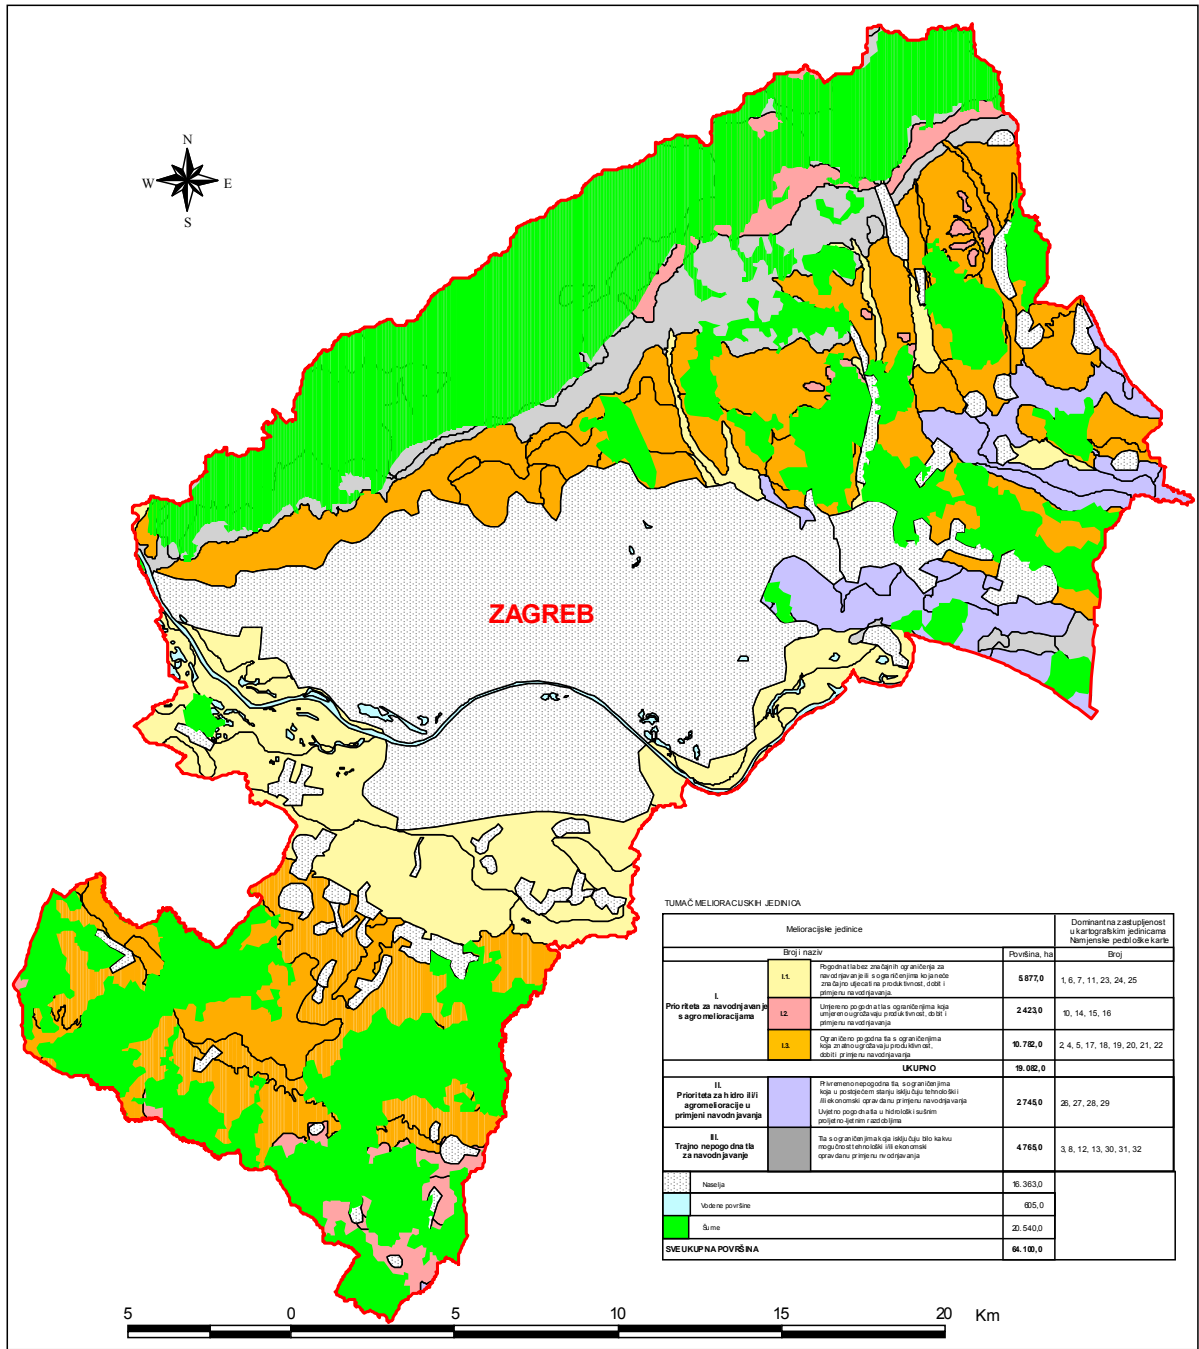 N
W E
S
ZAGREB
TUMAČ MELIORACIJSKIH JEDINICA
Melioracijske jedinice
Dominantna zastupljenost
u kartografskim jedinicama
Namjenske pedološke karte
Broj i naziv
Površina, ha
Broj
I.
Prioriteta za navodnjavanje
s agromelioracijama
I.1.
Pogodna tla bez značajnih ograničenja za
navodnjavanje ili s ograničenjima koja neće
značajno utjecati na produktivnost, dobit i
primjenu navodnjavanja.
5.877,0
1, 6, 7, 11, 23, 24, 25
I.2.
Umjereno pogodna tla s ograničenjima koja
umjereno ugrožavaju produktivnost, dobit i
primjenu navodnjavanja
2.423,0
10, 14, 15, 16
I.3.
Ograničeno pogodna tla s ograničenjima
koja znatno ugrožavaju produktivnost,
dobit i primjenu navodnjavanja
10.782,0
2, 4, 5, 17, 18, 19, 20, 21, 22
UKUPNO
19.082,0
II.
Prioriteta za hidro ili/i
agromelioracije u
primjeni navodnjavanja
Privremeno nepogodna tla, s ograničenjima
koja u postojećem stanju isključuju tehnološki i
/ili ekonomski opravdanu primjenu navodnjavanja
Uvjetno pogodna tla u hidrološki sušnim
proljetno-ljetnim razdobljima
2.745,0
26, 27, 28, 29
III.
Trajno nepogodna tla
za navodnjavanje
Tla s ograničenjima koja isključuju bilo kakvu
mogućnost tehnološki i/ili ekonomski
opravdanu primjenu nvodnjavanja
4.765,0
3, 8, 12, 13, 30, 31, 32
Naselja
16.363,0
Vodene površine
605,0
Šume
20.540,0
SVEUKUPNA POVRŠINA
64.100,0
5 0 5 10 15 20 Km